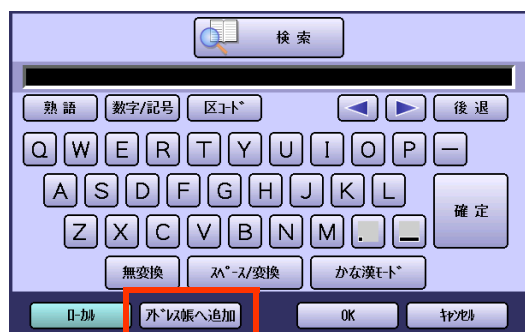 検索
熟語 数字/記号 区ｺｰﾄﾞ 後退
Q W E R T Y U I O P ー
A S D F G H J K L
確定
Z X C V B N M . _
無変換 ｽﾍﾟｰｽ/変換 かな漢ﾓｰﾄﾞ
ﾛｰｶﾙ ｱﾄﾞﾚｽ帳へ追加 OK ｷｬﾝｾﾙ